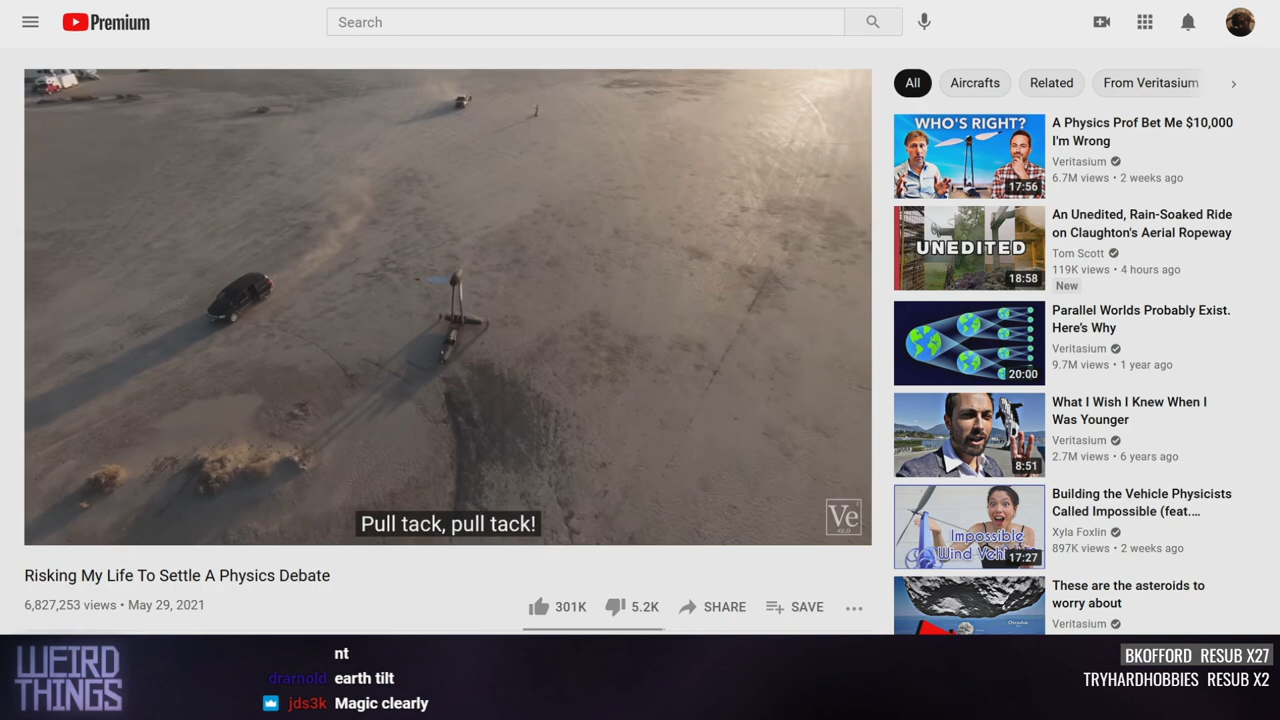 Premium
Search
Pull tack, pull tack!
Ve
42.0
Risking My Life To Settle A Physics Debate
6,827,253 views • May 29, 2021
301K
5.2K
SHARE
SAVE
All
Aircrafts
Related
From Veritasium
WHO'S RIGHT?
17:56
A Physics Prof Bet Me $10,000
I'm Wrong
Veritasium
6.7M views • 2 weeks ago
UNEDITED
18:58
An Unedited, Rain-Soaked Ride
on Claughton's Aerial Ropeway
Tom Scott
119K views • 4 hours ago
New
20:00
Parallel Worlds Probably Exist.
Here's Why
Veritasium
9.7M views • 1 year ago
8:51
What I Wish I Knew When I
Was Younger
Veritasium
2.7M views • 6 years ago
Impossible
Wind Vehi
17:27
Building the Vehicle Physicists
Called Impossible (feat....
Xyla Foxlin
897K views • 2 weeks ago
These are the asteroids to
worry about
Veritasium
WEIRD
THINGS
nt
drarnold earth tilt
jds3k Magic clearly
BKOFFORD RESUB X27
TRYHARDHOBBIES RESUB X2